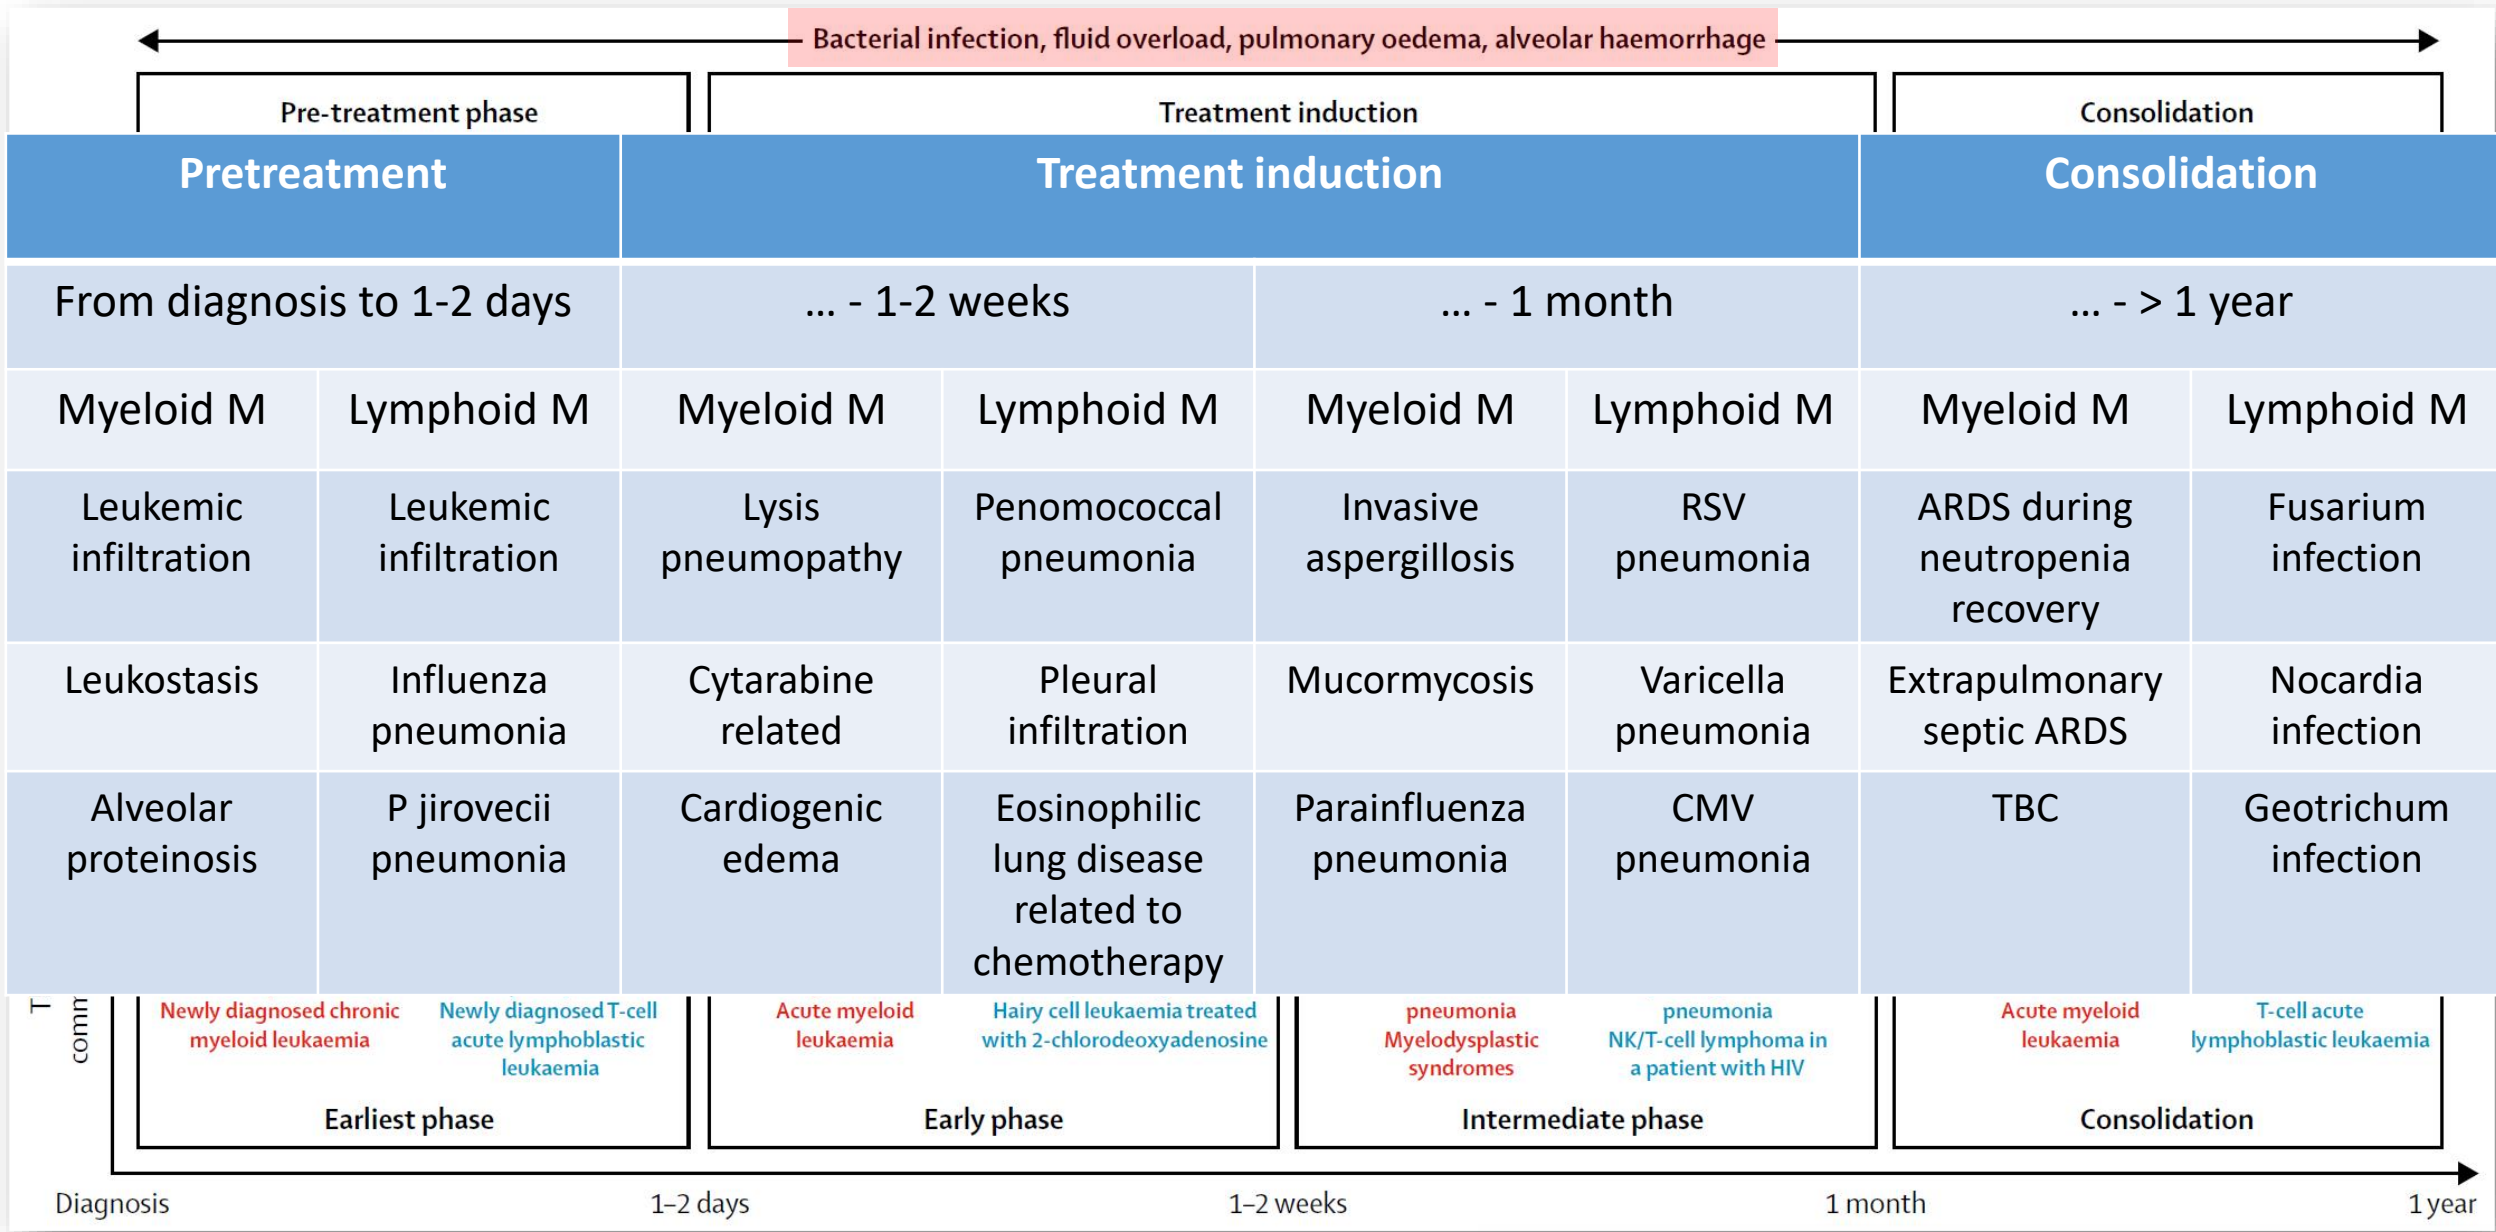 Bacterial infection, fluid overload, pulmonary oedema, alveolar haemorrhage
Pre-treatment phase
Treatment induction
Consolidation
Pretreatment
Treatment induction
Consolidation
From diagnosis to 1-2 days
... - 1-2 weeks
... - 1 month
... - > 1 year
Myeloid M
Lymphoid M
Myeloid M
Lymphoid M
Myeloid M
Lymphoid M
Myeloid M
Lymphoid M
Leukemic
infiltration
Leukemic
infiltration
Lysis
pneumopathy
Penomococcal
pneumonia
Invasive
aspergillosis
RSV
pneumonia
ARDS during
neutropenia
recovery
Fusarium
infection
Leukostasis
Influenza
pneumonia
Cytarabine
related
Pleural
infiltration
Mucormycosis
Varicella
pneumonia
Extrapulmonary
septic ARDS
Nocardia
infection
Alveolar
proteinosis
P jirovecii
pneumonia
Cardiogenic
edema
Eosinophilic
lung disease
related to
chemotherapy
Parainfluenza
pneumonia
CMV
pneumonia
TBC
Geotrichum
infection
T
comm
Newly diagnosed chronic
myeloid leukaemia
Newly diagnosed T-cell
acute lymphoblastic
leukaemia
Acute myeloid
leukaemia
Hairy cell leukaemia treated
with 2-chlorodeoxyadenosine
pneumonia
Myelodysplastic
syndromes
pneumonia
NK/T-cell lymphoma in
a patient with HIV
Acute myeloid
leukaemia
T-cell acute
lymphoblastic leukaemia
Earliest phase
Early phase
Intermediate phase
Consolidation
Diagnosis
1–2 days
1–2 weeks
1 month
1 year